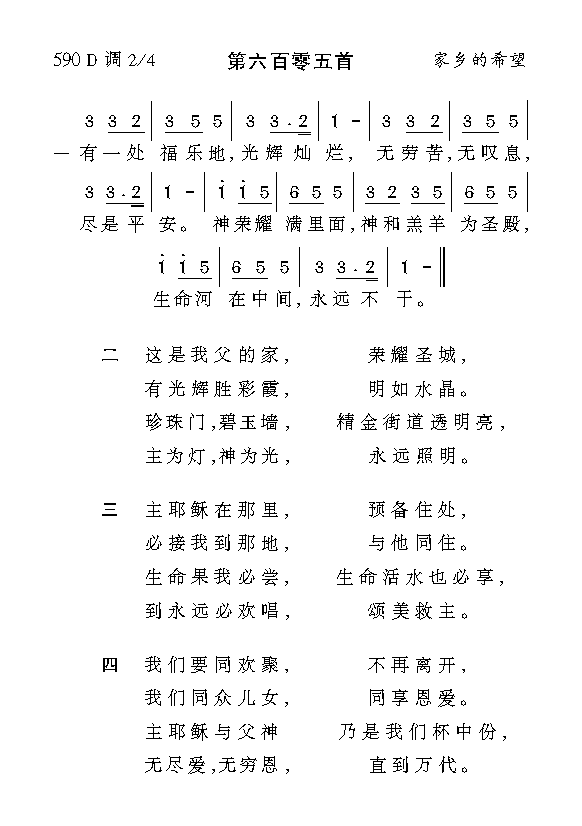 590 D 调 2/4 第六百零五首 家乡的希望
3 3 2 | 3 5 5 | 3 3 . 2 | 1 - | 3 3 2 | 3 5 5 |
一 有一处 福乐地,光辉灿 烂, 无劳苦,无叹息,
3 3 . 2 | 1 - | i i 5 | 6 5 5 | 3 2 3 5 | 6 5 5 |
尽是平 安。 神荣耀 满里面,神和羔羊 为圣殿,
i i 5 | 6 5 5 | 3 3 . 2 | 1 - ‖
生命河 在中间,永远不 干。
二 这是我父的家, 荣耀圣城,
有光辉胜彩霞, 明如水晶。
珍珠门,碧玉墙, 精金街道透明亮,
主为灯,神为光, 永远照明。
三 主耶稣在那里, 预备住处,
必接我到那地, 与他同住。
生命果我必尝, 生命活水也必享,
到永远必欢唱, 颂美救主。
四 我们要同欢聚, 不再离开,
我们同众儿女, 同享恩爱。
主耶稣与父神 乃是我们杯中份,
无尽爱,无穷恩, 直到万代。